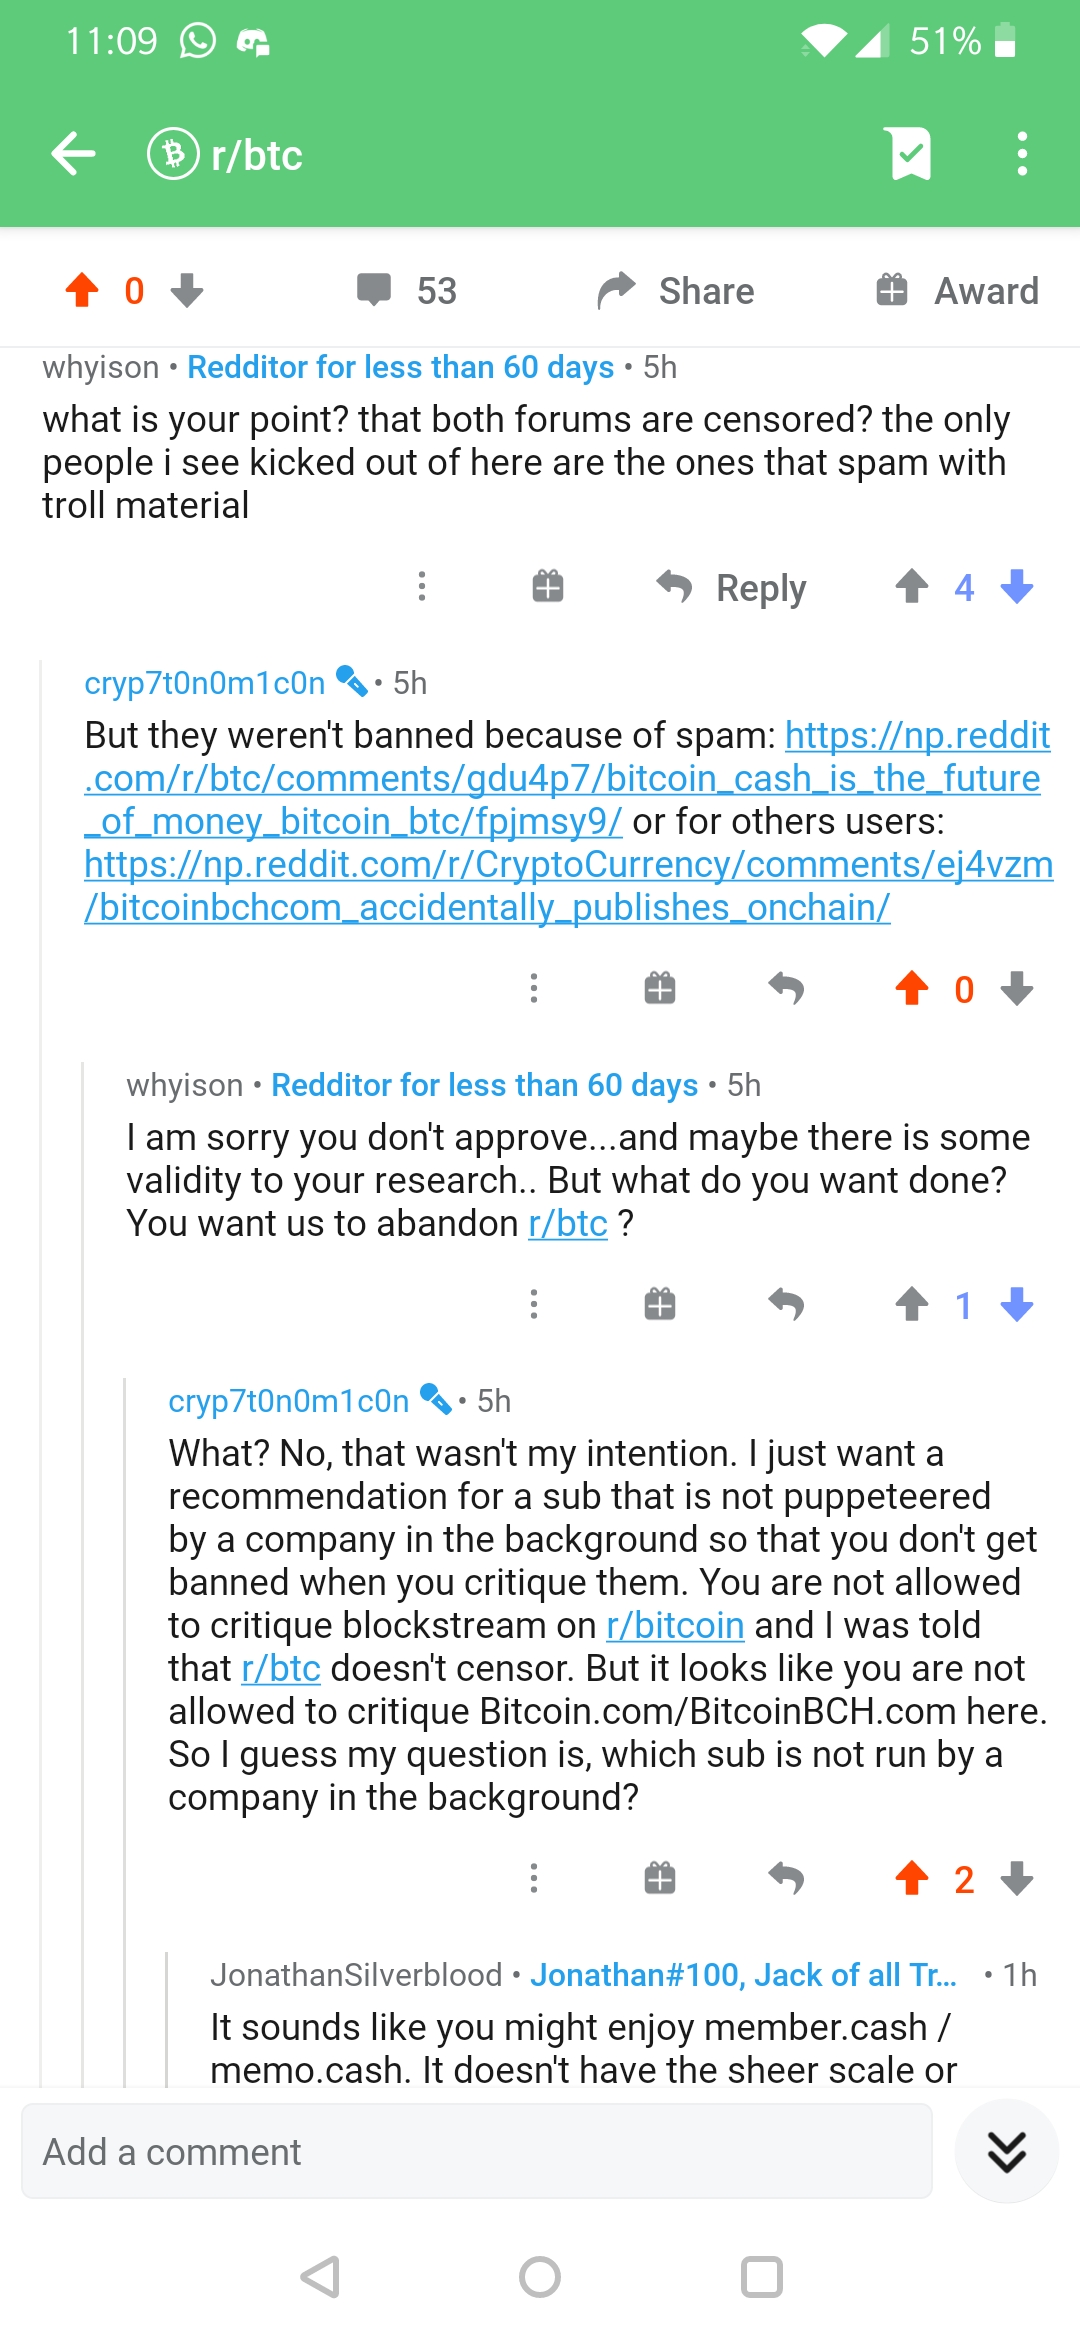 11:09
51%
r/btc
0
53
Share
Award
whyison • Redditor for less than 60 days • 5h
what is your point? that both forums are censored? the only
people i see kicked out of here are the ones that spam with
troll material
Reply
4
cryp7t0n0m1c0n • 5h
But they weren't banned because of spam: https://np.reddit
.com/r/btc/comments/gdu4p7/bitcoin_cash_is_the_future
_of_money_bitcoin_btc/fpjmsy9/ or for others users:
https://np.reddit.com/r/CryptoCurrency/comments/ej4vzm
/bitcoinbchcom_accidentally_publishes_onchain/
0
whyison • Redditor for less than 60 days • 5h
I am sorry you don't approve...and maybe there is some
validity to your research.. But what do you want done?
You want us to abandon r/btc ?
1
cryp7t0n0m1c0n • 5h
What? No, that wasn't my intention. I just want a
recommendation for a sub that is not puppeteered
by a company in the background so that you don't get
banned when you critique them. You are not allowed
to critique blockstream on r/bitcoin and I was told
that r/btc doesn't censor. But it looks like you are not
allowed to critique Bitcoin.com/BitcoinBCH.com here.
So I guess my question is, which sub is not run by a
company in the background?
2
JonathanSilverblood • Jonathan#100, Jack of all Tr... • 1h
It sounds like you might enjoy member.cash /
memo.cash. It doesn't have the sheer scale or
Add a comment